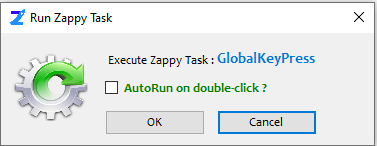 Run Zappy Task
Execute Zappy Task : GlobalKeyPress
AutoRun on double-click ?
OK Cancel